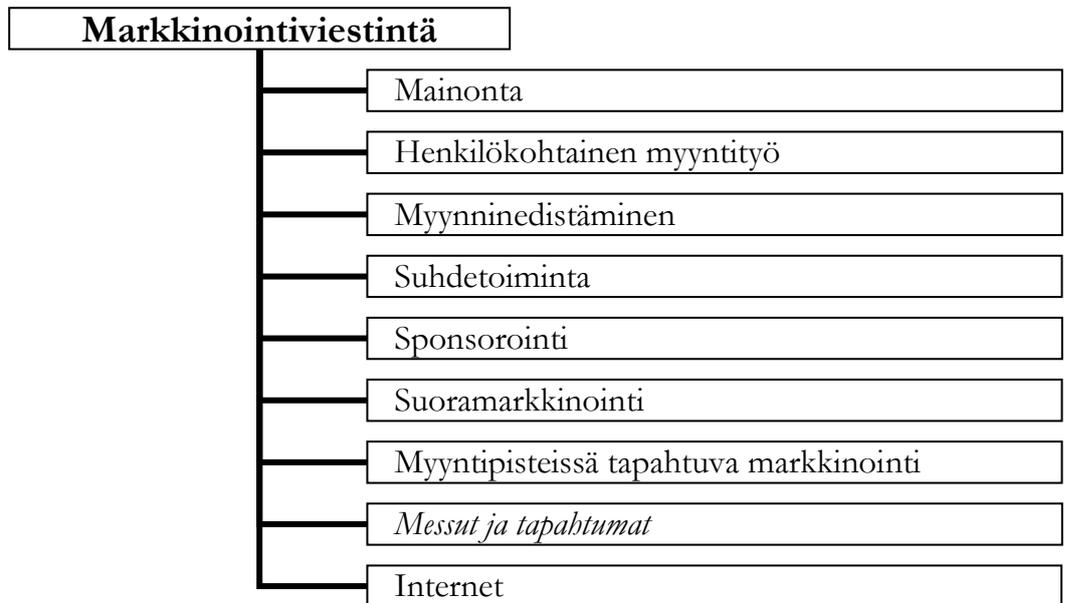 Markkinointiviestintä
Mainonta
Henkilökohtainen myyntityö
Myynninedistäminen
Suhdetoiminta
Sponsorointi
Suoramarkkinointi
Myyntipisteissä tapahtuva markkinointi
Messut ja tapahtumat
Internet